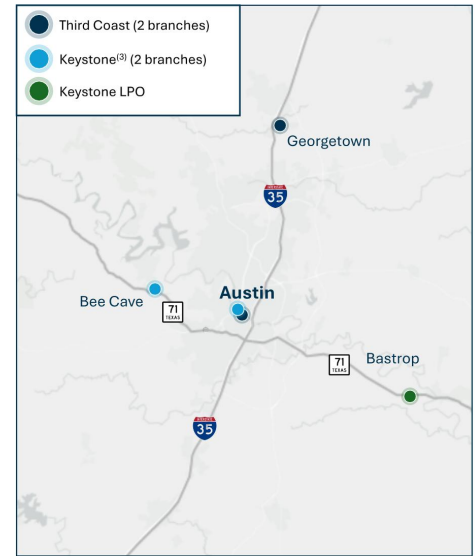 Third Coast (2 branches)
Keystone(3) (2 branches)
Keystone LPO
Georgetown
35
Austin
Bee Cave
71
TEXAS
Bastrop
71
TEXAS
35